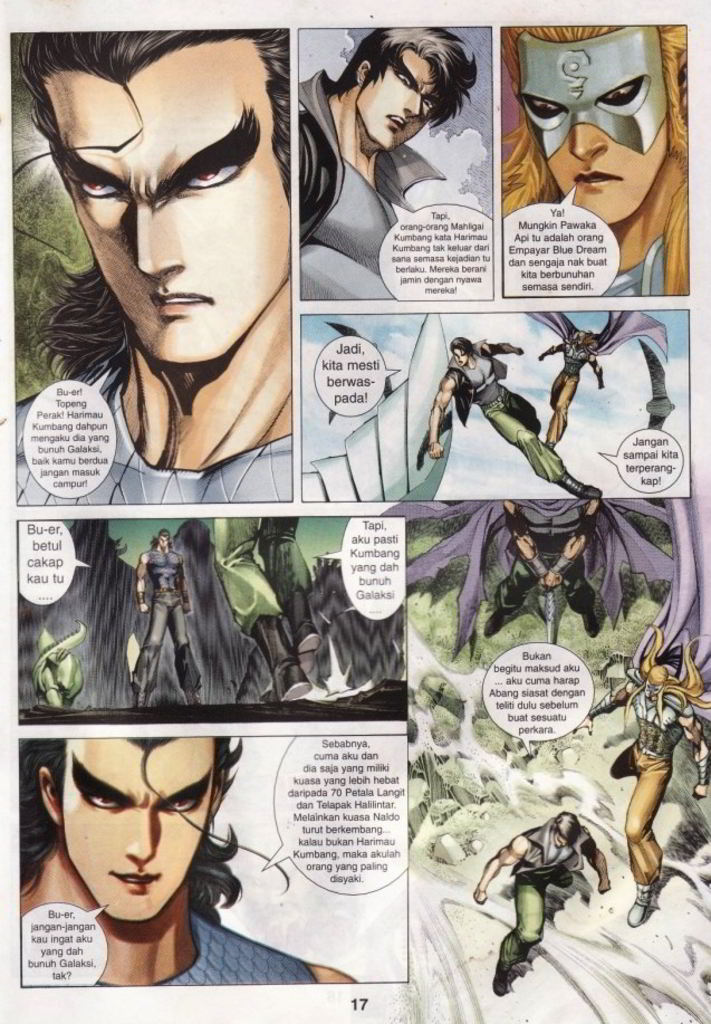 Bu-er!
Topeng
Perak! Harimau
Kumbang dahpun
mengaku dia yang
bunuh Galaksi,
baik kamu berdua
jangan masuk
campur!
Tapi,
orang-orang Mahligai
Kumbang kata Harimau
Kumbang tak keluar dari
sana semasa kejadian tu
berlaku. Mereka berani
jamin dengan nyawa
mereka!
Ya!
Mungkin Pawaka
Api tu adalah orang
Empayar Blue Dream
dan sengaja nak buat
kita berbunuhan
semasa sendiri.
Jadi,
kita mesti
berwas-
pada!
Jangan
sampai kita
terperang-
kap!
Bu-er,
betul
cakap
kau tu
....
Tapi,
aku pasti
Kumbang
yang dah
bunuh
Galaksi
....
Bukan
begitu maksud aku
... aku cuma harap
Abang siasat dengan
teliti dulu sebelum
buat sesuatu
perkara.
Sebabnya,
cuma aku dan
dia saja yang miliki
kuasa yang lebih hebat
daripada 70 Petala Langit
dan Telapak Halilintar.
Melainkan kuasa Naldo
turut berkembang...
kalau bukan Harimau
Kumbang, maka akulah
orang yang paling
disyaki.
Bu-er,
jangan-jangan
kau ingat aku
yang dah
bunuh Galaksi,
tak?
17